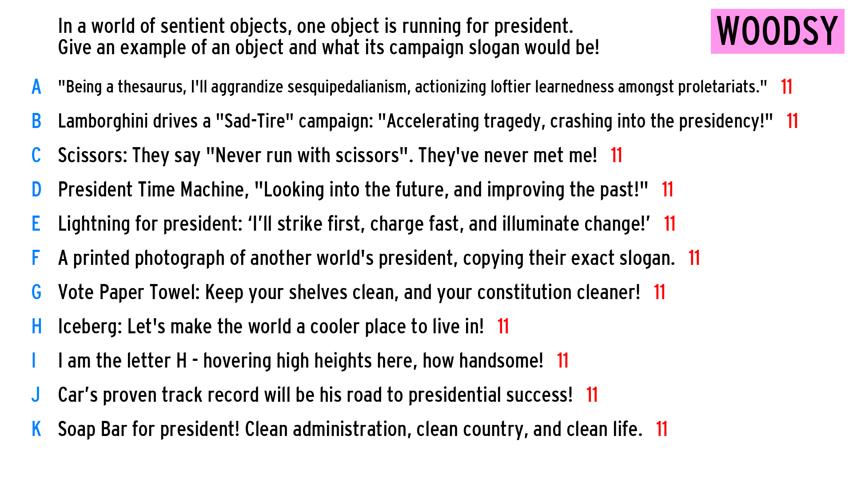 In a world of sentient objects, one object is running for president.
Give an example of an object and what its campaign slogan would be!
WOODSY
A "Being a thesaurus, I'll aggrandize sesquipedalianism, actionizing loftier learnedness amongst proletariats." 11
B Lamborghini drives a "Sad-Tire" campaign: "Accelerating tragedy, crashing into the presidency!" 11
C Scissors: They say "Never run with scissors". They've never met me! 11
D President Time Machine, "Looking into the future, and improving the past!" 11
E Lightning for president: ‘I’ll strike first, charge fast, and illuminate change!’ 11
F A printed photograph of another world's president, copying their exact slogan. 11
G Vote Paper Towel: Keep your shelves clean, and your constitution cleaner! 11
H Iceberg: Let's make the world a cooler place to live in! 11
I I am the letter H - hovering high heights here, how handsome! 11
J Car’s proven track record will be his road to presidential success! 11
K Soap Bar for president! Clean administration, clean country, and clean life. 11